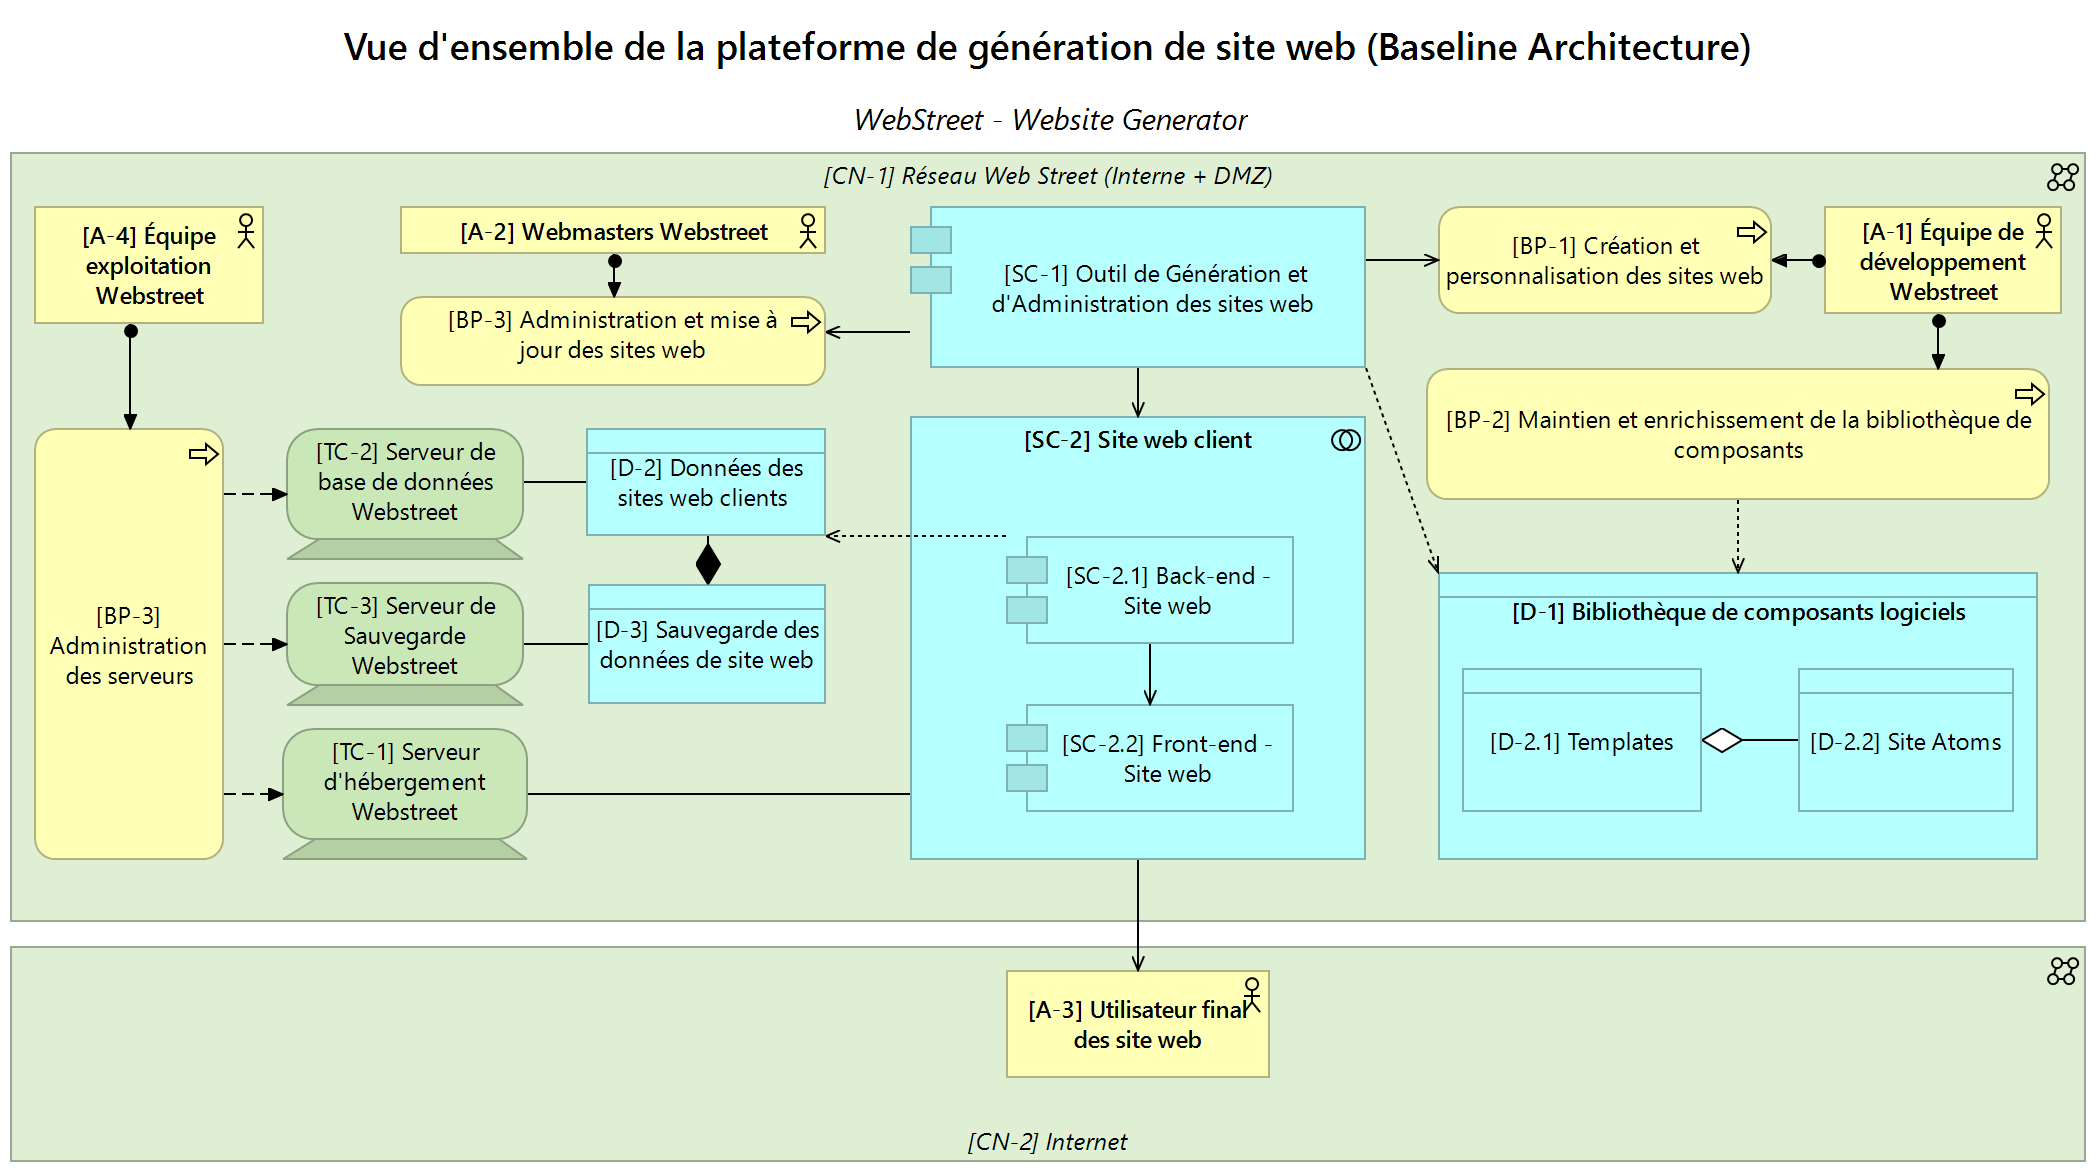 Vue d'ensemble de la plateforme de génération de site web (Baseline Architecture)
WebStreet - Website Generator
[CN-1] Réseau Web Street (Interne + DMZ)
[A-4] Équipe
exploitation
Webstreet
[A-2] Webmasters Webstreet
[BP-3] Administration et mise à
jour des sites web
[SC-1] Outil de Génération et
d'Administration des sites web
[BP-1] Création et
personnalisation des sites web
[A-1] Équipe de
développement
Webstreet
[BP-2] Maintien et enrichissement de la bibliothèque de
composants
[BP-3]
Administration
des serveurs
[TC-2] Serveur de
base de données
Webstreet
[D-2] Données des
sites web clients
[TC-3] Serveur de
Sauvegarde
Webstreet
[D-3] Sauvegarde des
données de site web
[TC-1] Serveur
d'hébergement
Webstreet
[SC-2] Site web client
[SC-2.1] Back-end -
Site web
[SC-2.2] Front-end -
Site web
[D-1] Bibliothèque de composants logiciels
[D-2.1] Templates
[D-2.2] Site Atoms
[A-3] Utilisateur final
des site web
[CN-2] Internet